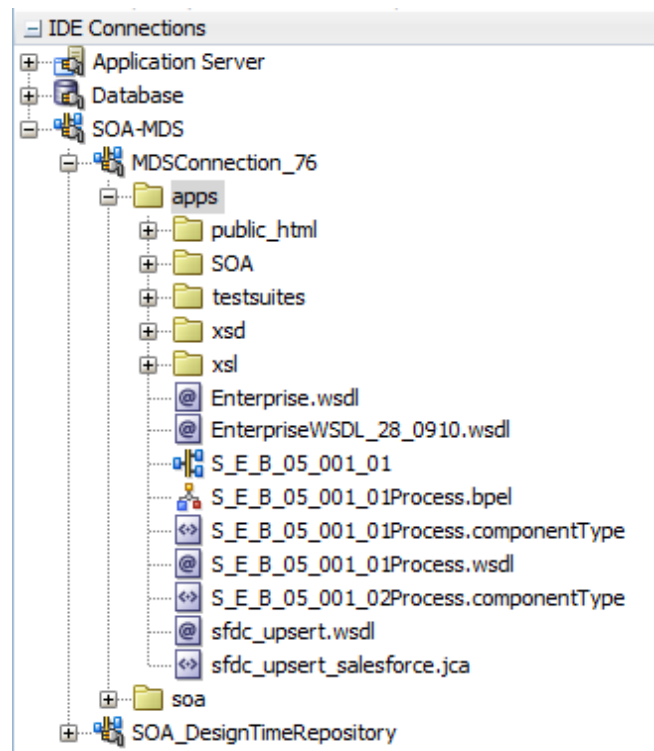 IDE Connections
Application Server
Database
SOA-MDS
MDSConnection_76
apps
public_html
SOA
testsuites
xsd
xsl
Enterprise.wsdl
EnterpriseWSDL_28_0910.wsdl
S_E_B_05_001_01
S_E_B_05_001_01Process.bpel
S_E_B_05_001_01Process.componentType
S_E_B_05_001_01Process.wsdl
S_E_B_05_001_02Process.componentType
sfdc_upsert.wsdl
sfdc_upsert_salesforce.jca
soa
SOA_DesignTimeRepository